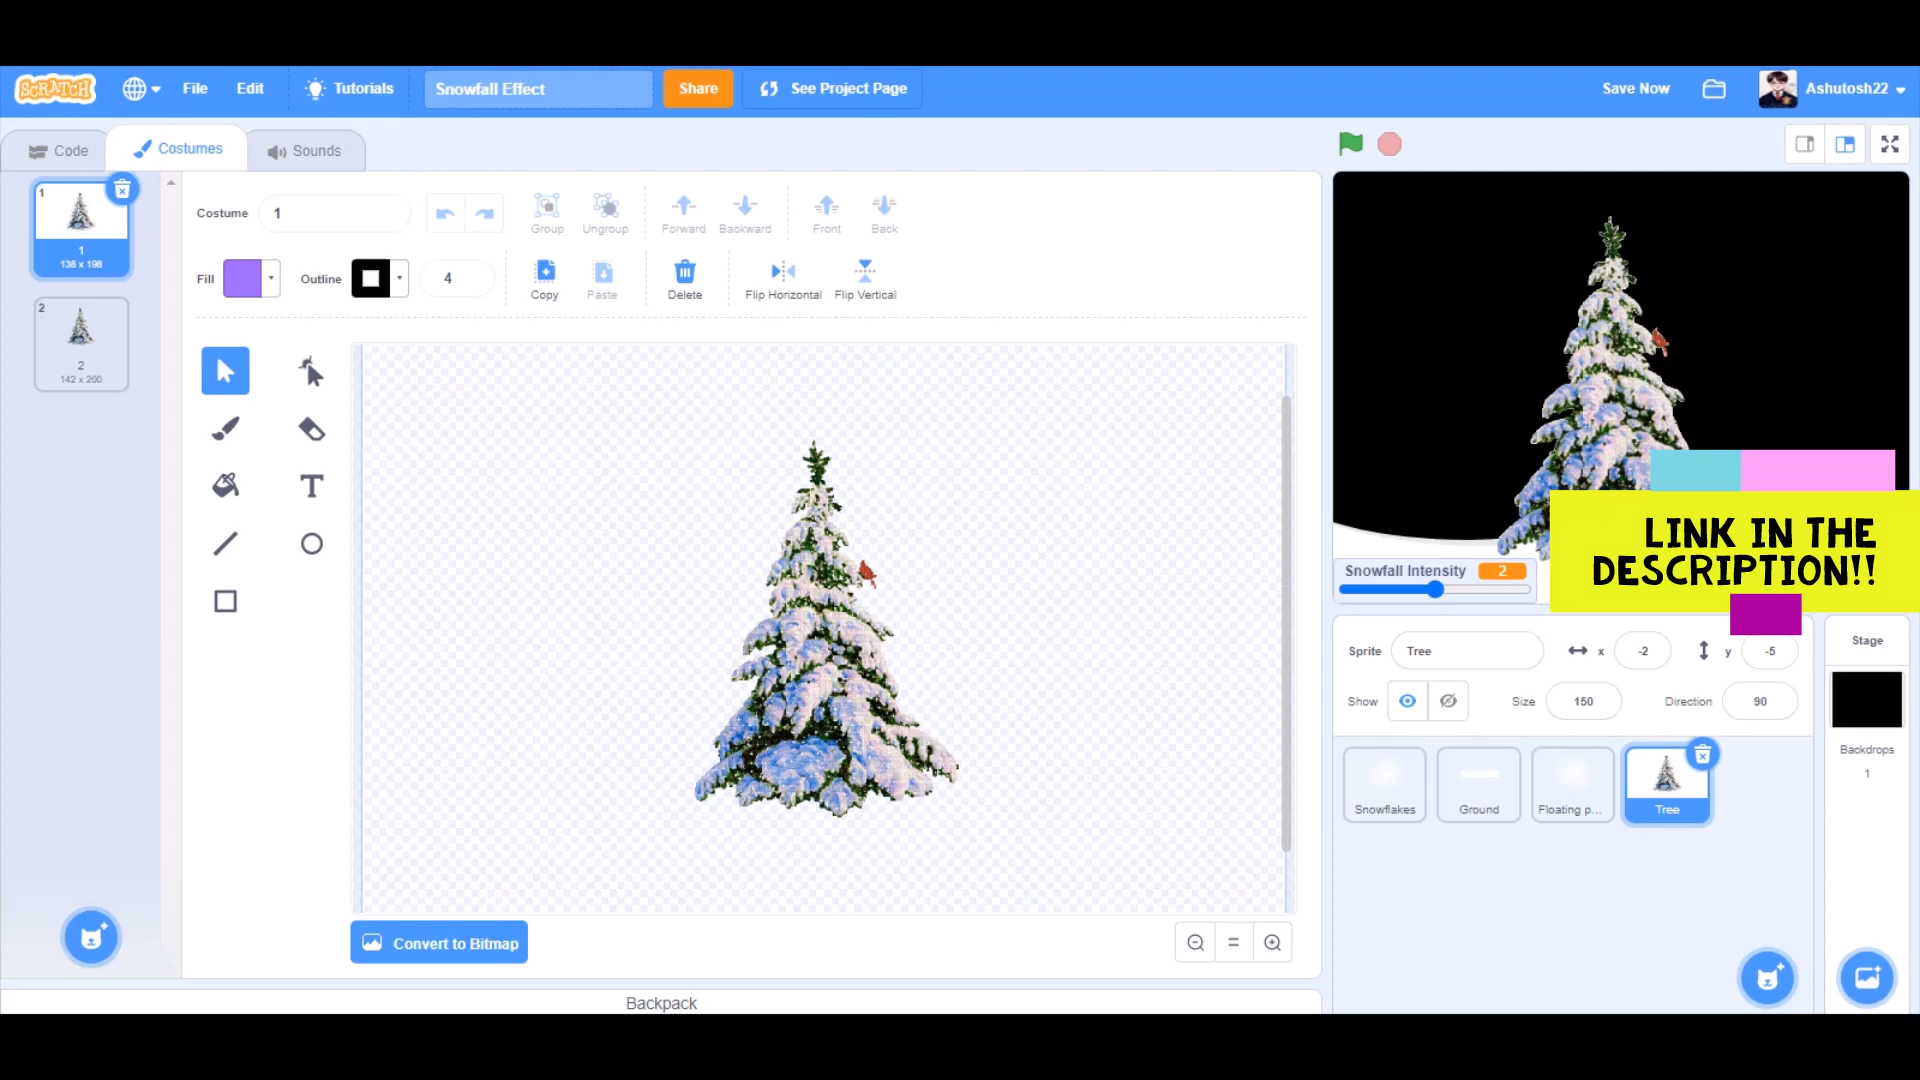 SCRATCH
File
Edit
Tutorials
Snowfall Effect
Share
See Project Page
Save Now
Ashutosh22
Code
Costumes
Sounds
1
1
138 x 198
2
2
142 x 200
Costume
1
Group
Ungroup
Forward
Backward
Front
Back
Fill
Outline
4
Copy
Paste
Delete
Flip Horizontal
Flip Vertical
T
Convert to Bitmap
Backpack
Snowfall Intensity 2
LINK IN THE
DESCRIPTION!!
Sprite
Tree
x
-2
y
-5
Show
Size
150
Direction
90
Snowflakes
Ground
Floating p...
Tree
Stage
Backdrops
1